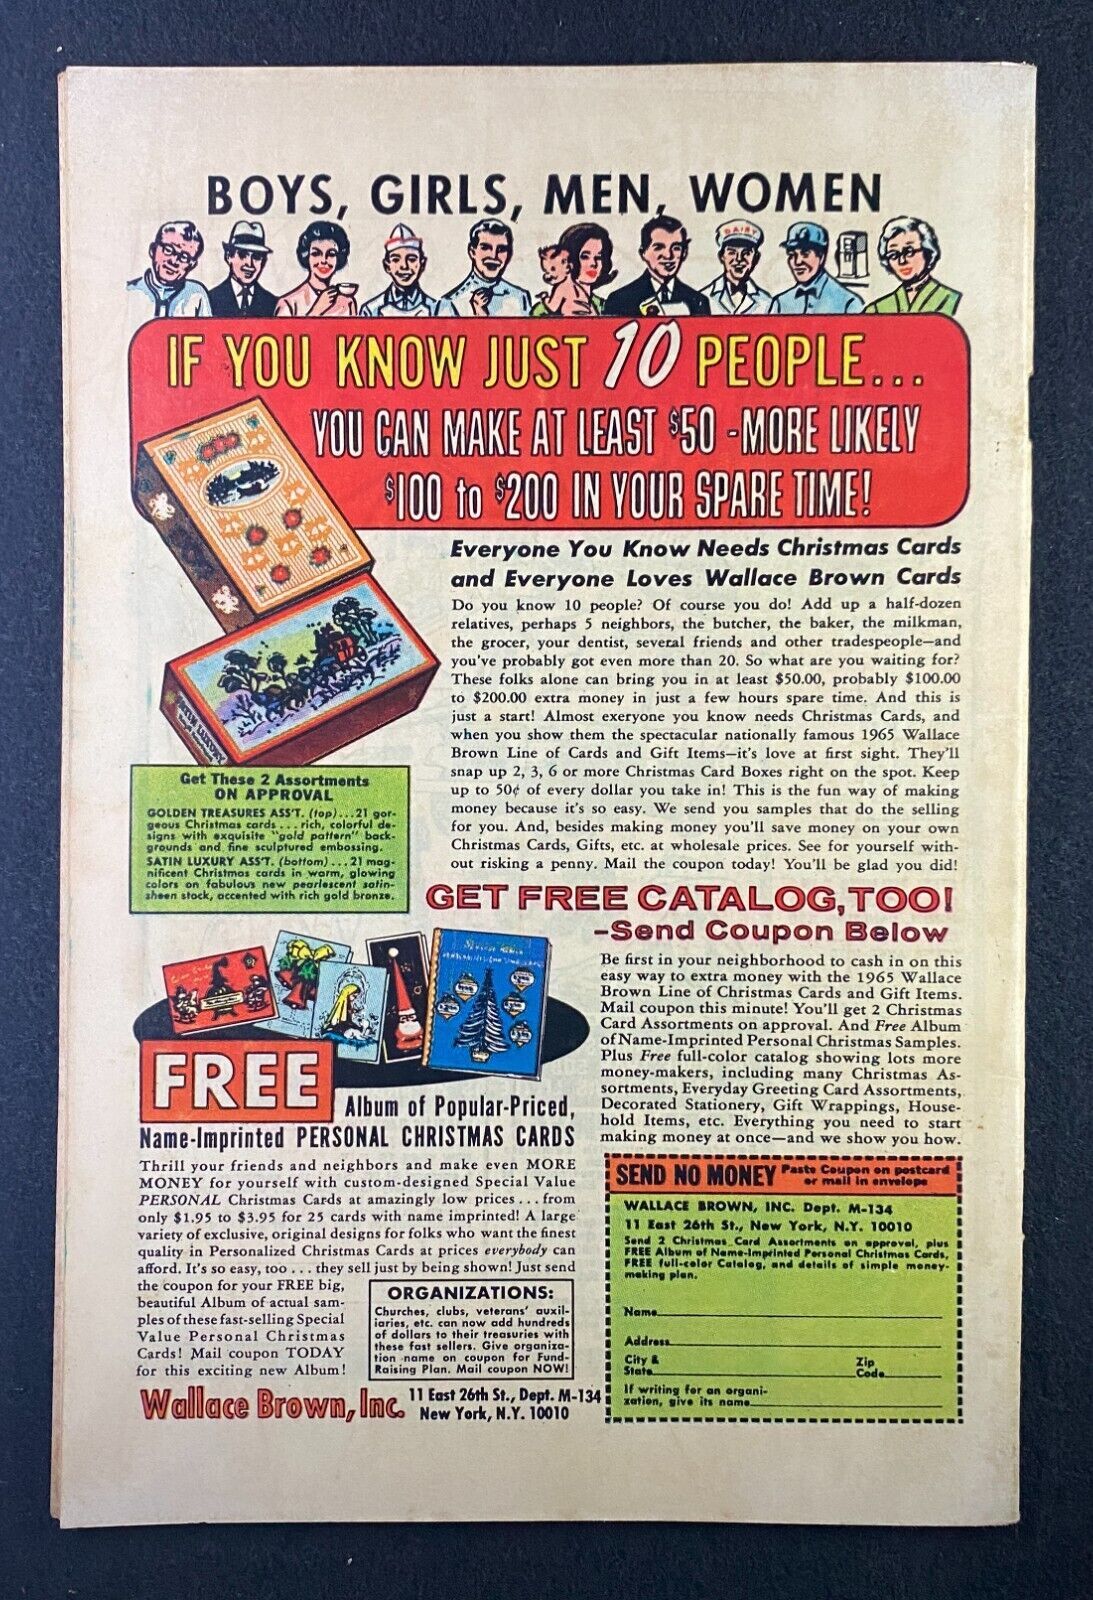 BOYS, GIRLS, MEN, WOMEN
DAIRY
IF YOU KNOW JUST 10 PEOPLE...
YOU CAN MAKE AT LEAST $50 - MORE LIKELY
$100 to $200 IN YOUR SPARE TIME!
Everyone You Know Needs Christmas Cards
and Everyone Loves Wallace Brown Cards
Do you know 10 people? Of course you do! Add up a half-dozen
relatives, perhaps 5 neighbors, the butcher, the baker, the milkman,
the grocer, your dentist, several friends and other tradespeople—and
you've probably got even more than 20. So what are you waiting for?
These folks alone can bring you in at least $50.00, probably $100.00
to $200.00 extra money in just a few hours spare time. And this is
just a start! Almost exeryone you know needs Christmas Cards, and
when you show them the spectacular nationally famous 1965 Wallace
Brown Line of Cards and Gift Items—it's love at first sight. They'll
snap up 2, 3, 6 or more Christmas Card Boxes right on the spot. Keep
up to 50¢ of every dollar you take in! This is the fun way of making
money because it's so easy. We send you samples that do the selling
for you. And, besides making money you'll save money on your own
Christmas Cards, Gifts, etc. at wholesale prices. See for yourself with-
out risking a penny. Mail the coupon today! You'll be glad you did!
SATIN LUXURY
Get These 2 Assortments
ON APPROVAL
GOLDEN TREASURES ASS'T. (top)...21 gor-
geous Christmas cards...rich, colorful de-
signs with exquisite "gold pattern" back-
grounds and fine sculptured embossing.
SATIN LUXURY ASS'T. (bottom)...21 mag-
nificent Christmas cards in warm, glowing
colors on fabulous new pearlescent satin-
sheen stock, accented with rich gold bronze.
GET FREE CATALOG, TOO!
-Send Coupon Below
Be first in your neighborhood to cash in on this
easy way to extra money with the 1965 Wallace
Brown Line of Christmas Cards and Gift Items.
Mail coupon this minute! You'll get 2 Christmas
Card Assortments on approval. And Free Album
of Name-Imprinted Personal Christmas Samples.
Plus Free full-color catalog showing lots more
money-makers, including many Christmas As-
sortments, Everyday Greeting Card Assortments,
Decorated Stationery, Gift Wrappings, House-
hold Items, etc. Everything you need to start
making money at once—and we show you how.
FREE
Album of Popular-Priced,
Name-Imprinted PERSONAL CHRISTMAS CARDS
Thrill your friends and neighbors and make even MORE
MONEY for yourself with custom-designed Special Value
PERSONAL Christmas Cards at amazingly low prices...from
only $1.95 to $3.95 for 25 cards with name imprinted! A large
variety of exclusive, original designs for folks who want the finest
quality in Personalized Christmas Cards at prices everybody can
afford. It's so easy, too...they sell just by being shown! Just send
the coupon for your FREE big,
beautiful Album of actual sam-
ples of these fast-selling Special
Value Personal Christmas
Cards! Mail coupon TODAY
for this exciting new Album!
ORGANIZATIONS:
Churches, clubs, veterans' auxil-
iaries, etc. can now add hundreds
of dollars to their treasuries with
these fast sellers. Give organiza-
tion name on coupon for Fund-
Raising Plan. Mail coupon NOW!
Wallace Brown, Inc. 11 East 26th St., Dept. M-134
New York, N.Y. 10010
SEND NO MONEY Paste Coupon on postcard
or mail in envelope
WALLACE BROWN, INC. Dept. M-134
11 East 26th St., New York, N.Y. 10010
Send 2 Christmas Card Assortments on approval, plus
FREE Album of Name-Imprinted Personal Christmas Cards,
FREE full-color Catalog, and details of simple money-
making plan.
Name
Address
City &
State
Zip
Code
If writing for an organi-
zation, give its name